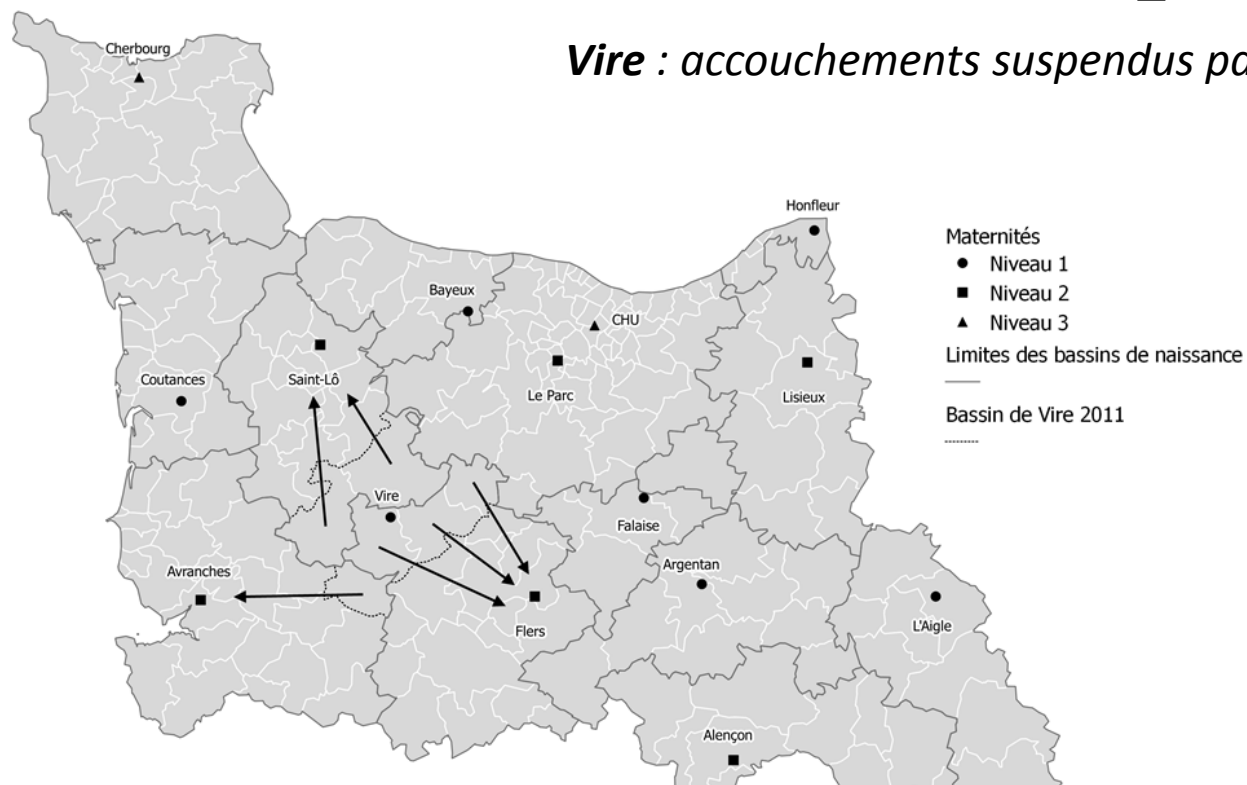 Vire : accouchements suspendus pa
Cherbourg
Honfleur
Maternités
Niveau 1
Niveau 2
Niveau 3
Limites des bassins de naissance
Bassin de Vire 2011
Bayeux
CHU
Coutances
Saint-Lô
Le Parc
Lisieux
Vire
Falaise
Avranches
Argentan
Flers
L'Aigle
Alençon